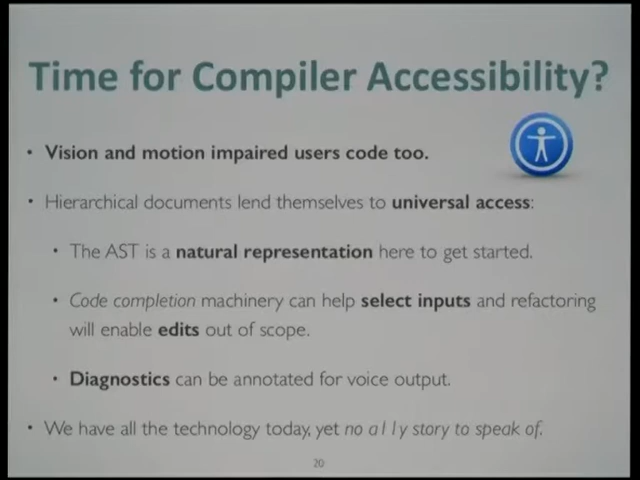 Time for Compiler Accessibility?
• Vision and motion impaired users code too.
• Hierarchical documents lend themselves to universal access:
• The AST is a natural representation here to get started.
• Code completion machinery can help select inputs and refactoring
will enable edits out of scope.
• Diagnostics can be annotated for voice output.
• We have all the technology today, yet no a11y story to speak of.
20